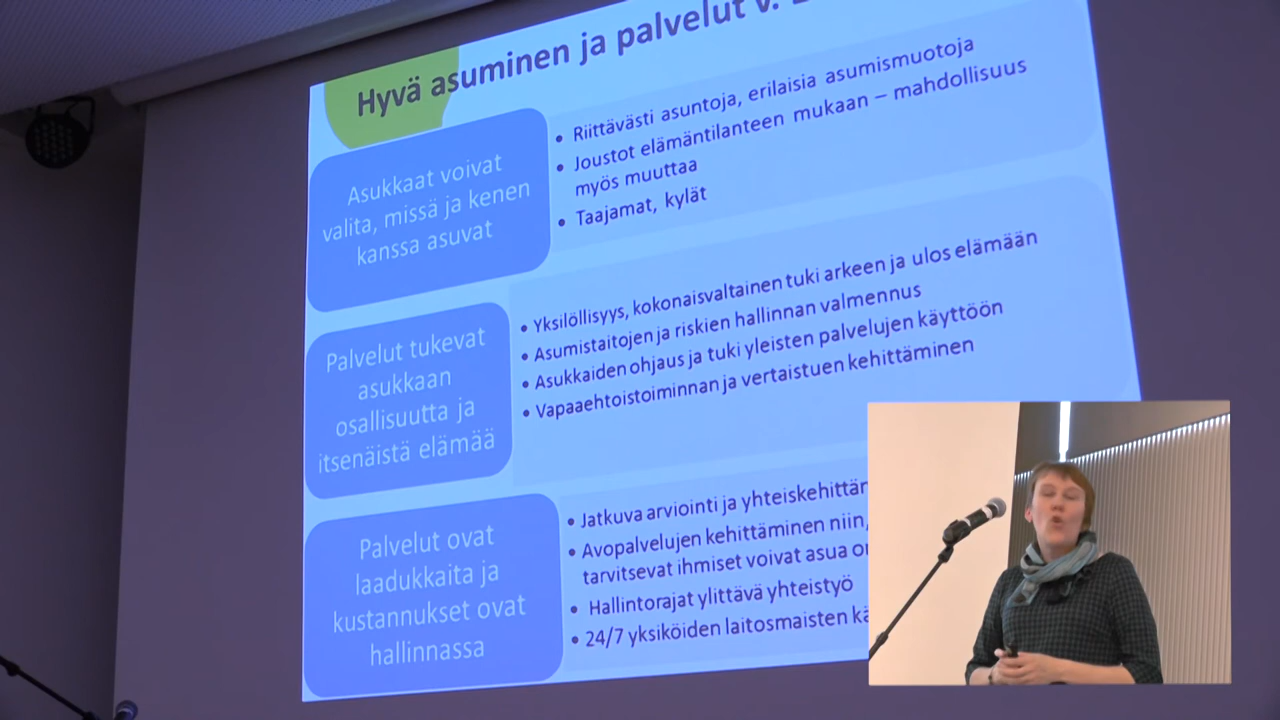 Hyvä asuminen ja palvelut v.
Asukkaat voivat
valita, missä ja kenen
kanssa asuvat
• Riittävästi asuntoja, erilaisia asumismuotoja
• Joustot elämäntilanteen mukaan – mahdollisuus
myös muuttaa
• Taajamat, kylät
Palvelut tukevat
asukkaan
osallisuutta ja
itsenäistä elämää
• Yksilöllisyys, kokonaisvaltainen tuki arkeen ja ulos elämään
• Asumistaitojen ja riskien hallinnan valmennus
• Asukkaiden ohjaus ja tuki yleisten palvelujen käyttöön
• Vapaaehtoistoiminnan ja vertaistuen kehittäminen
Palvelut ovat
laadukkaita ja
kustannukset ovat
hallinnassa
• Jatkuva arviointi ja
• Avopalvelujen kehittäminen niin,
tarvitsevat ihmiset voivat asua
• Hallintorajat ylittävä yhteistyö
• 24/7 yksiköiden laitosmaisten